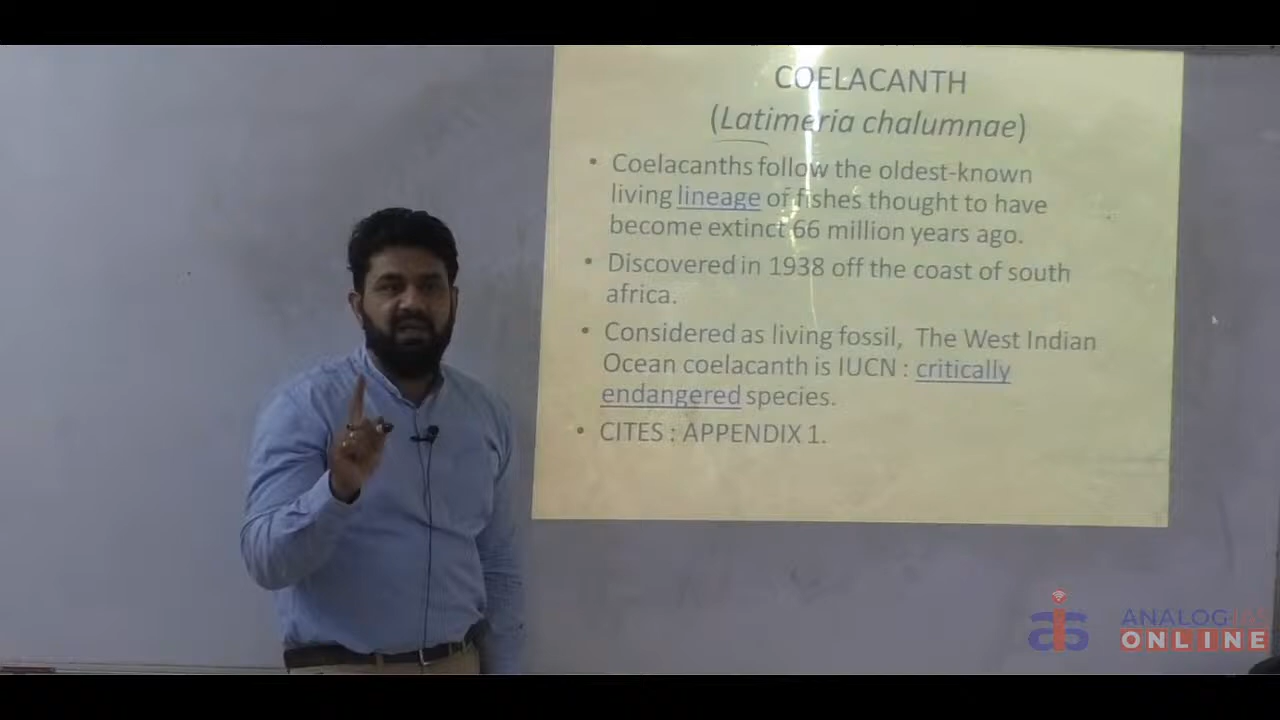 COELACANTH
(Latimeria chalumnae)
• Coelacanths follow the oldest-known
living lineage of fishes thought to have
become extinct 66 million years ago.
• Discovered in 1938 off the coast of south
africa.
• Considered as living fossil, The West Indian
Ocean coelacanth is IUCN : critically
endangered species.
• CITES : APPENDIX 1.
ANALOG IAS
ONLINE